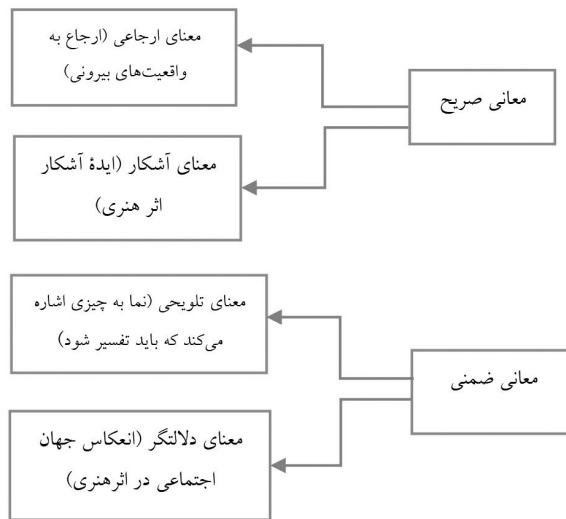 معانی صریح
معنای ارجاعی (ارجاع به
واقعیت‌های بیرونی)
معنای آشکار (ایدۀ آشکار
اثر هنری)
معانی ضمنی
معنای تلویحی (نما به چیزی اشاره
می‌کند که باید تفسیر شود)
معنای دلالتگر (انعکاس جهان
اجتماعی در اثرهنری)